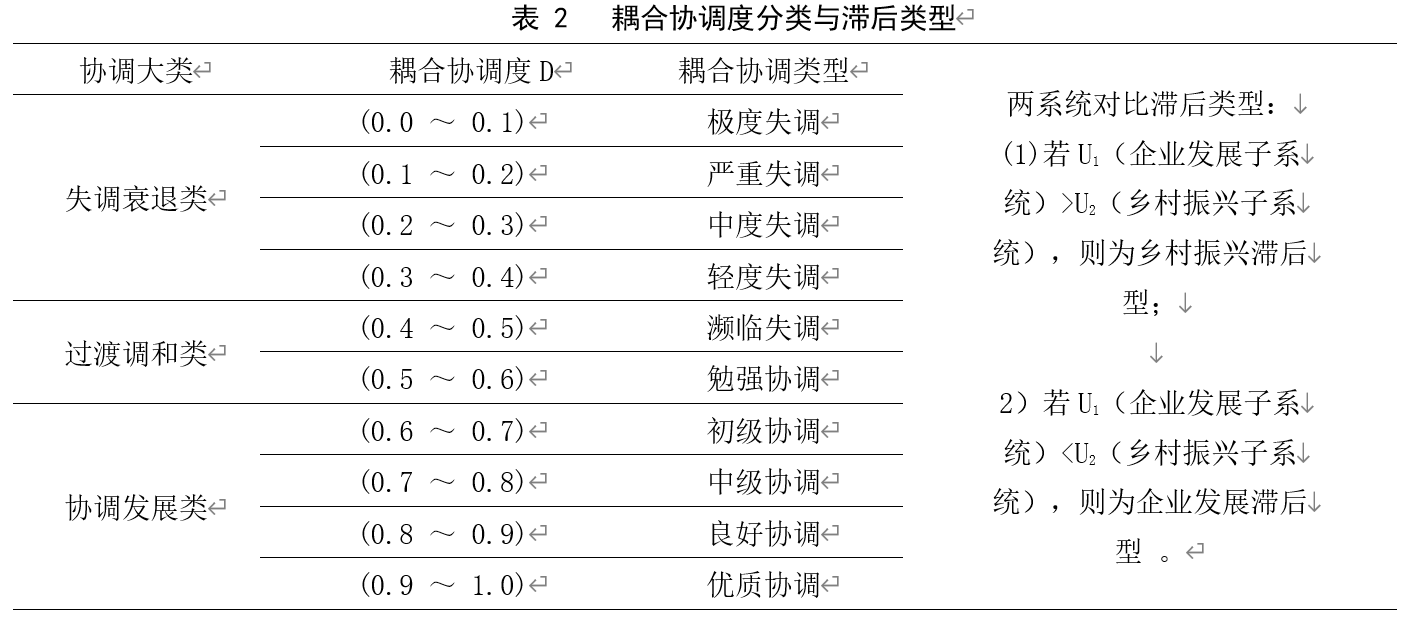 表 2 耦合协调度分类与滞后类型
协调大类 耦合协调度 D 耦合协调类型
失调衰退类
(0.0 ～ 0.1) 极度失调
(0.1 ～ 0.2) 严重失调
(0.2 ～ 0.3) 中度失调
(0.3 ～ 0.4) 轻度失调
过渡调和类
(0.4 ～ 0.5) 濒临失调
(0.5 ～ 0.6) 勉强协调
协调发展类
(0.6 ～ 0.7) 初级协调
(0.7 ～ 0.8) 中级协调
(0.8 ～ 0.9) 良好协调
(0.9 ～ 1.0) 优质协调
两系统对比滞后类型：
(1)若 U₁（企业发展子系
统）>U₂（乡村振兴子系
统），则为乡村振兴滞后
型；
2）若 U₁（企业发展子系
统）<U₂（乡村振兴子系
统），则为企业发展滞后
型 。